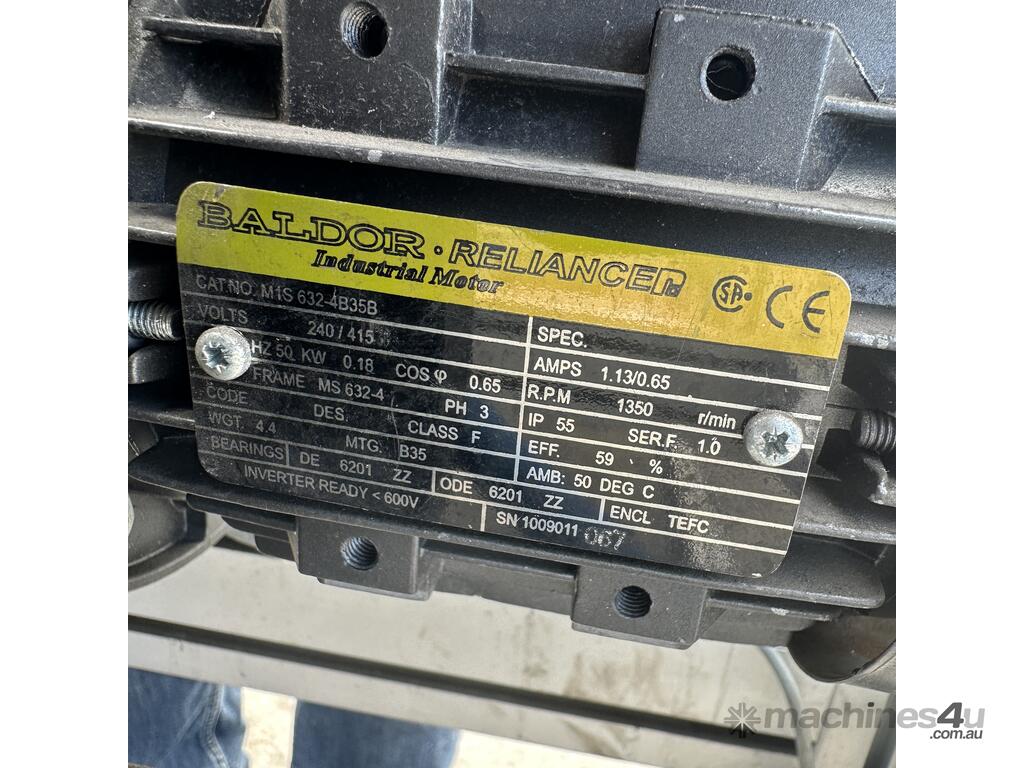 BALDOR · RELIANCER
Industrial Motor
CAT.NO. M1S 632-4B35B
VOLTS 240 / 415 SPEC.
HZ 50 KW 0.18 COS φ 0.65 AMPS 1.13/0.65
FRAME MS 632-4 PH 3 R.P.M 1350 r/min
CODE DES. CLASS F IP 55 SER.F. 1.0
WGT. 4.4 MTG. B35 EFF. 59 %
BEARINGS DE 6201 ZZ ODE 6201 ZZ AMB: 50 DEG C
INVERTER READY < 600V SN 1009011 067 ENCL TEFC
SA
CE
machines4u
.com.au